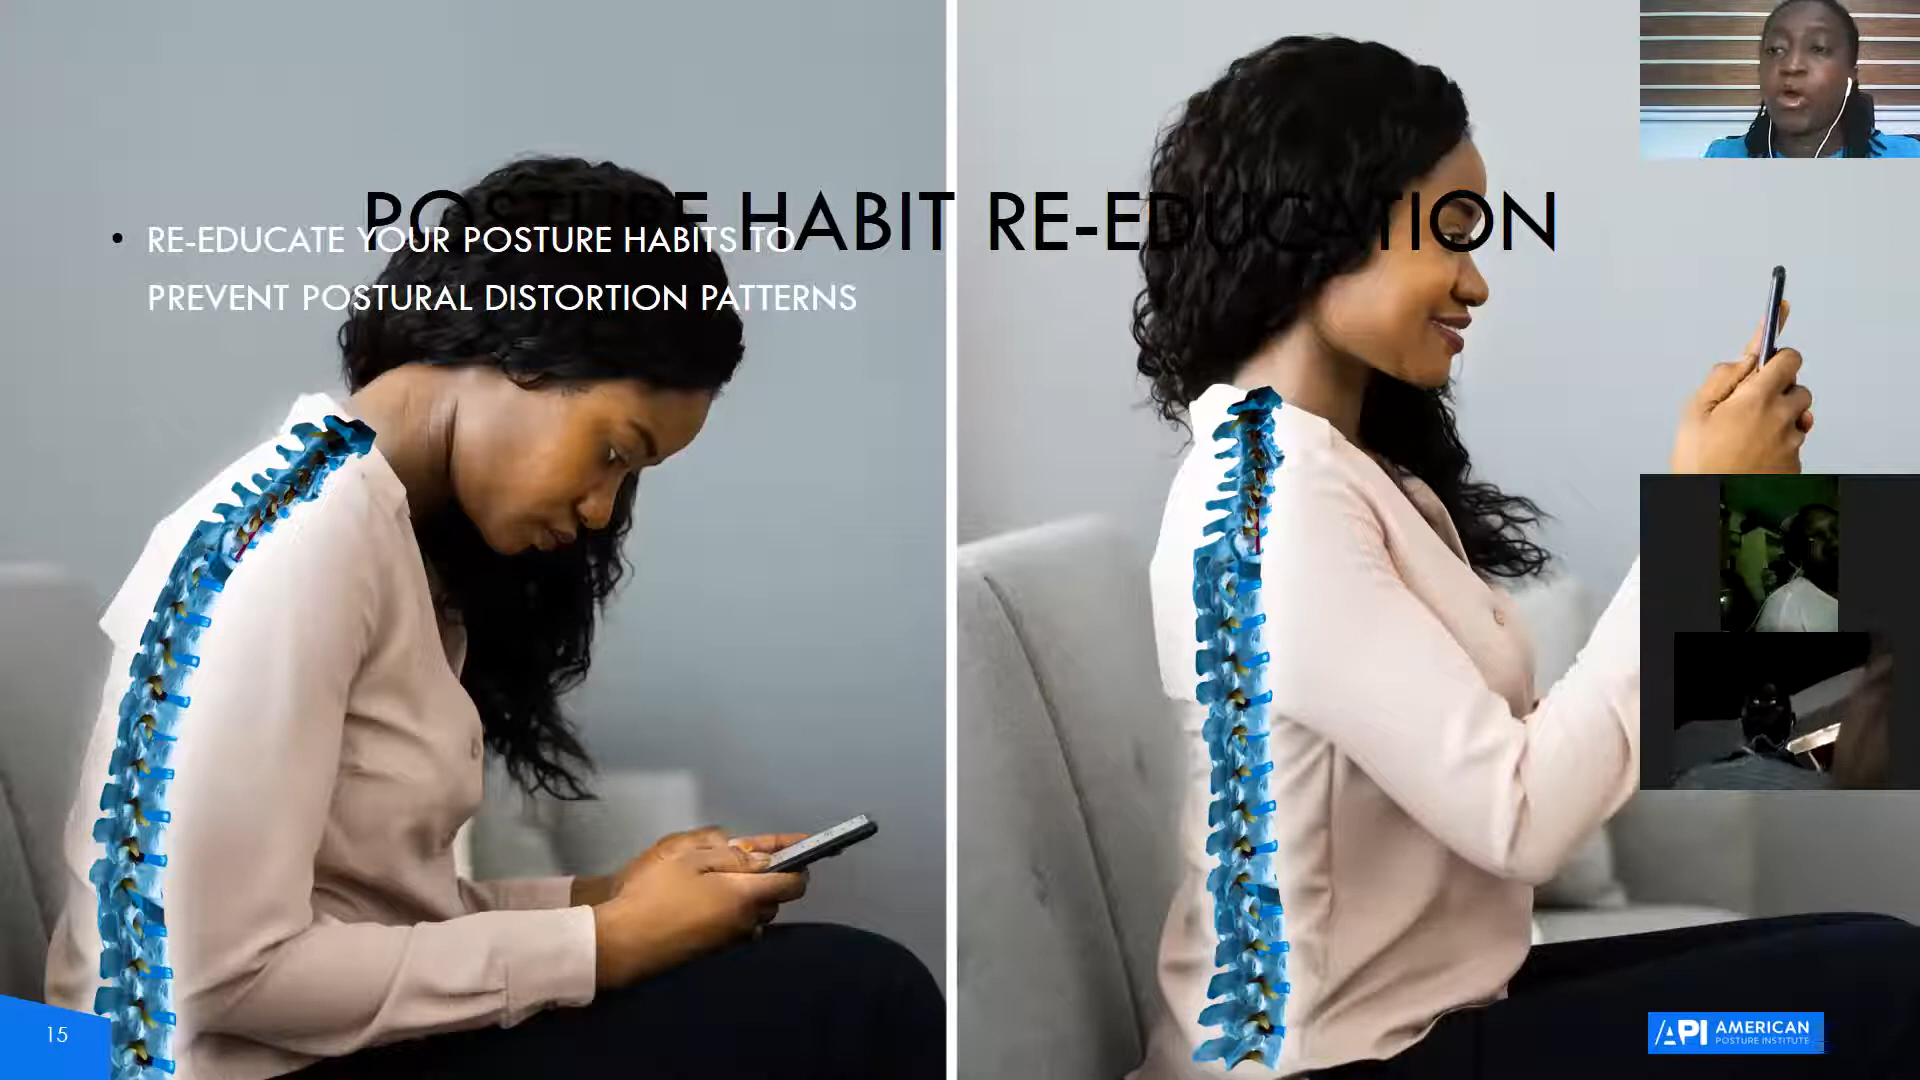 POSTURE HABIT RE-EDUCATION
• RE-EDUCATE YOUR POSTURE HABITS TO
PREVENT POSTURAL DISTORTION PATTERNS
15
API AMERICAN
POSTURE INSTITUTE